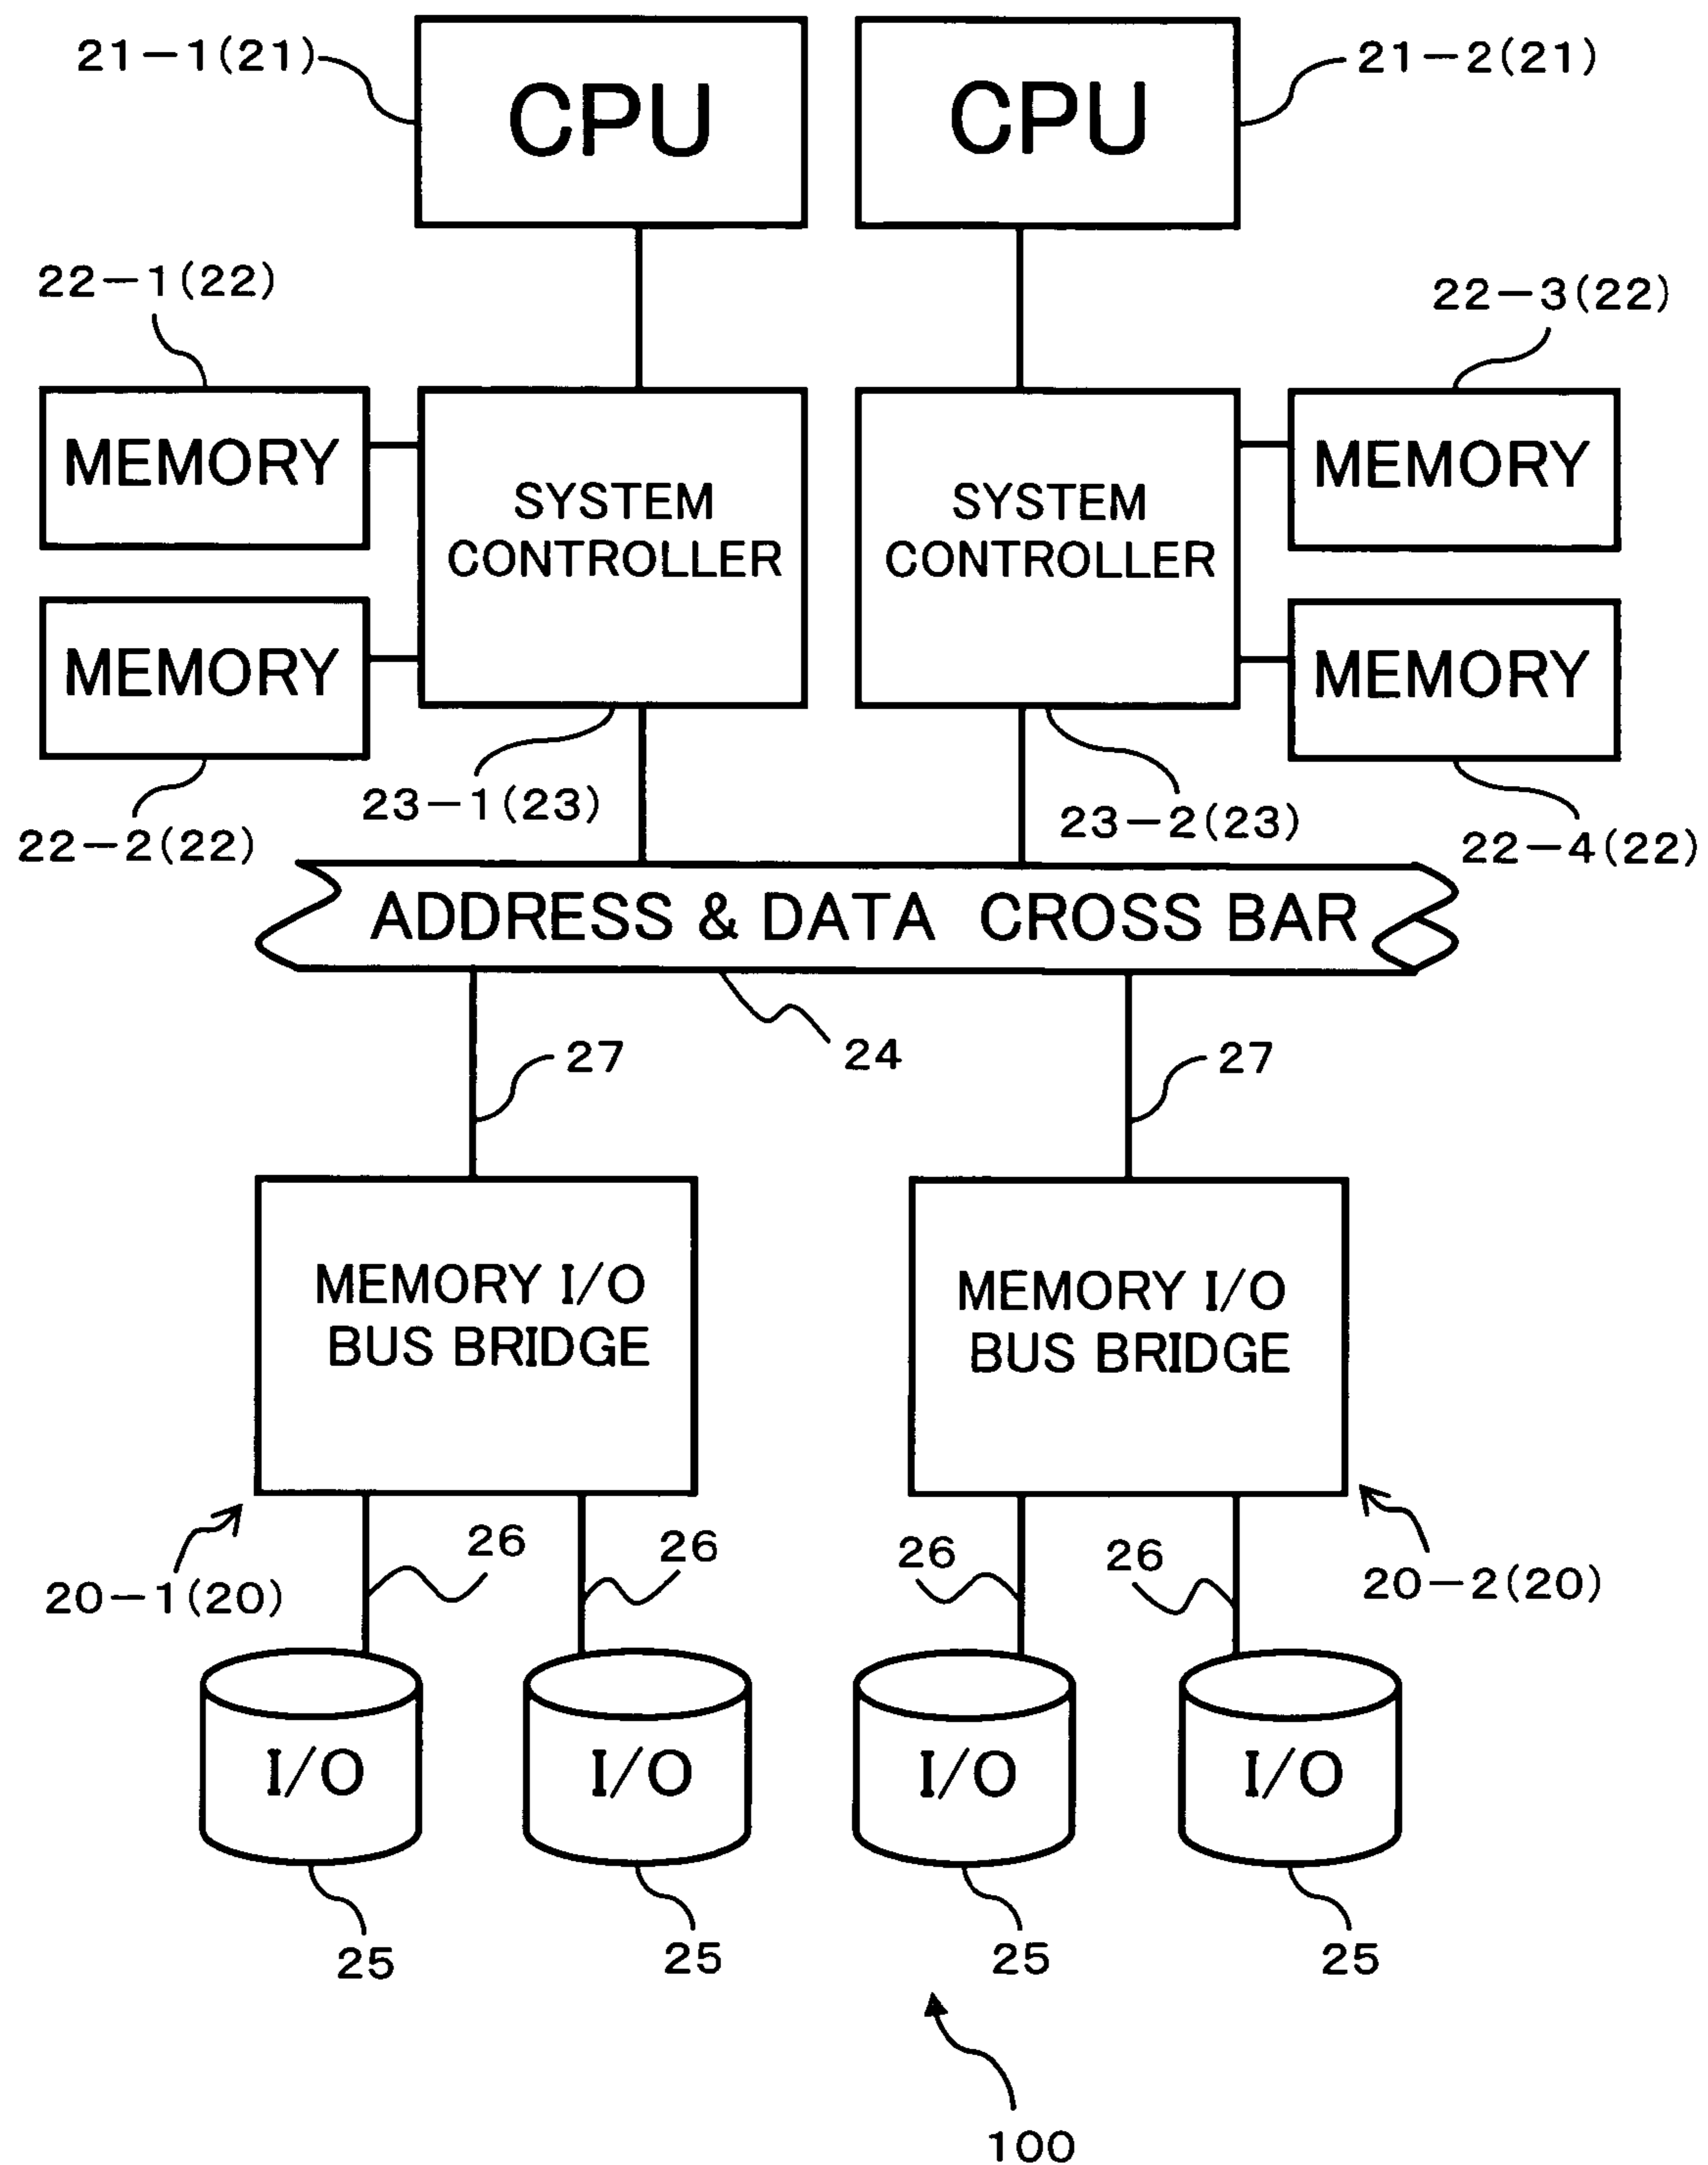 21-1(21)
CPU
CPU
21-2(21)
22-1(22)
22-3(22)
MEMORY
SYSTEM
CONTROLLER
SYSTEM
CONTROLLER
MEMORY
MEMORY
MEMORY
23-1(23)
23-2(23)
22-2(22)
22-4(22)
ADDRESS & DATA CROSS BAR
24
27
27
MEMORY I/O
BUS BRIDGE
MEMORY I/O
BUS BRIDGE
26
26
26
26
20-1(20)
20-2(20)
I/O
I/O
I/O
I/O
25
25
25
25
100